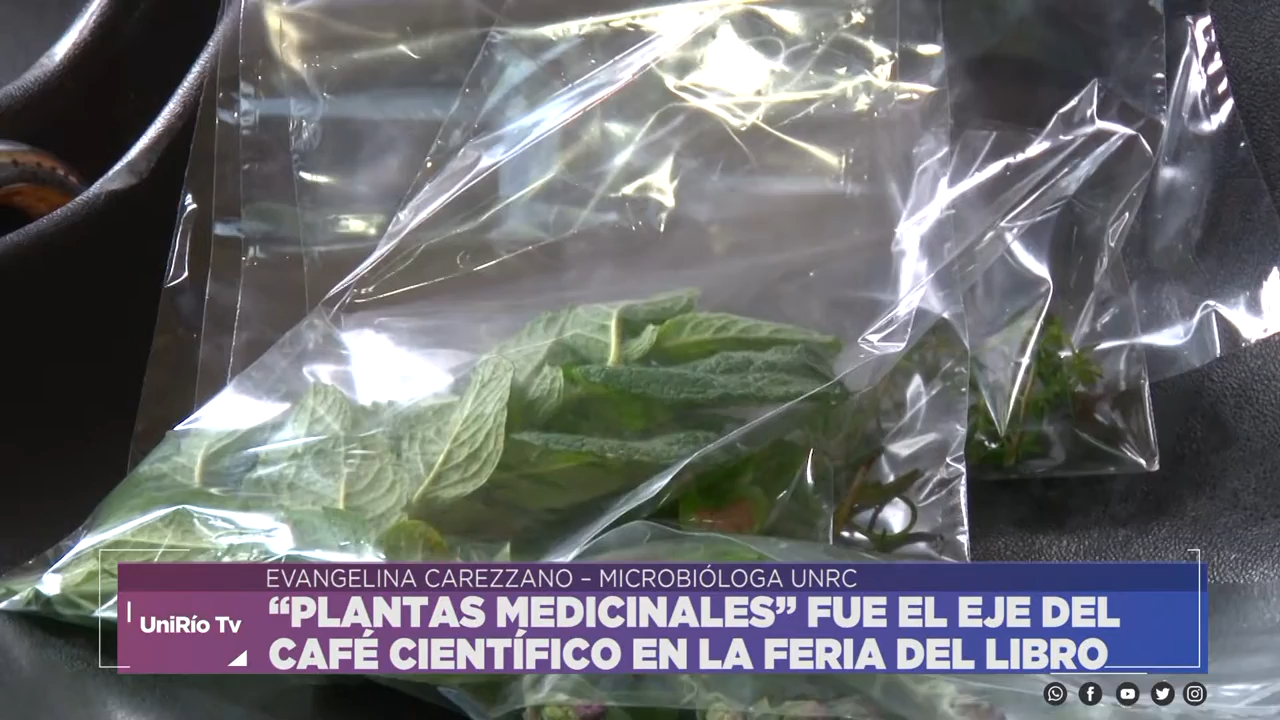 EVANGELINA CAREZZANO – MICROBIÓLOGA UNRC
“PLANTAS MEDICINALES” FUE EL EJE DEL
CAFÉ CIENTÍFICO EN LA FERIA DEL LIBRO
UniRío Tv